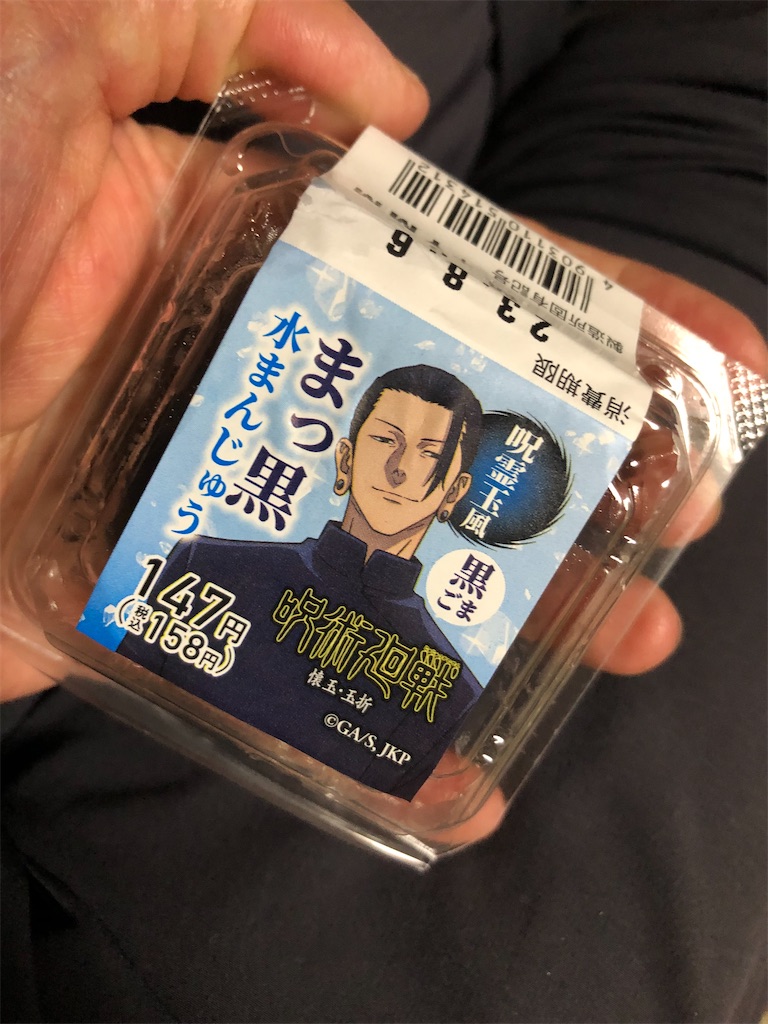 4903110514312
製造所固有記号
消費期限
23.8.6
呪霊玉風
黒ごま
まっ黒
水まんじゅう
147円
(税込158円)
呪術廻戦
懐玉・玉折
©GA/S, JKP